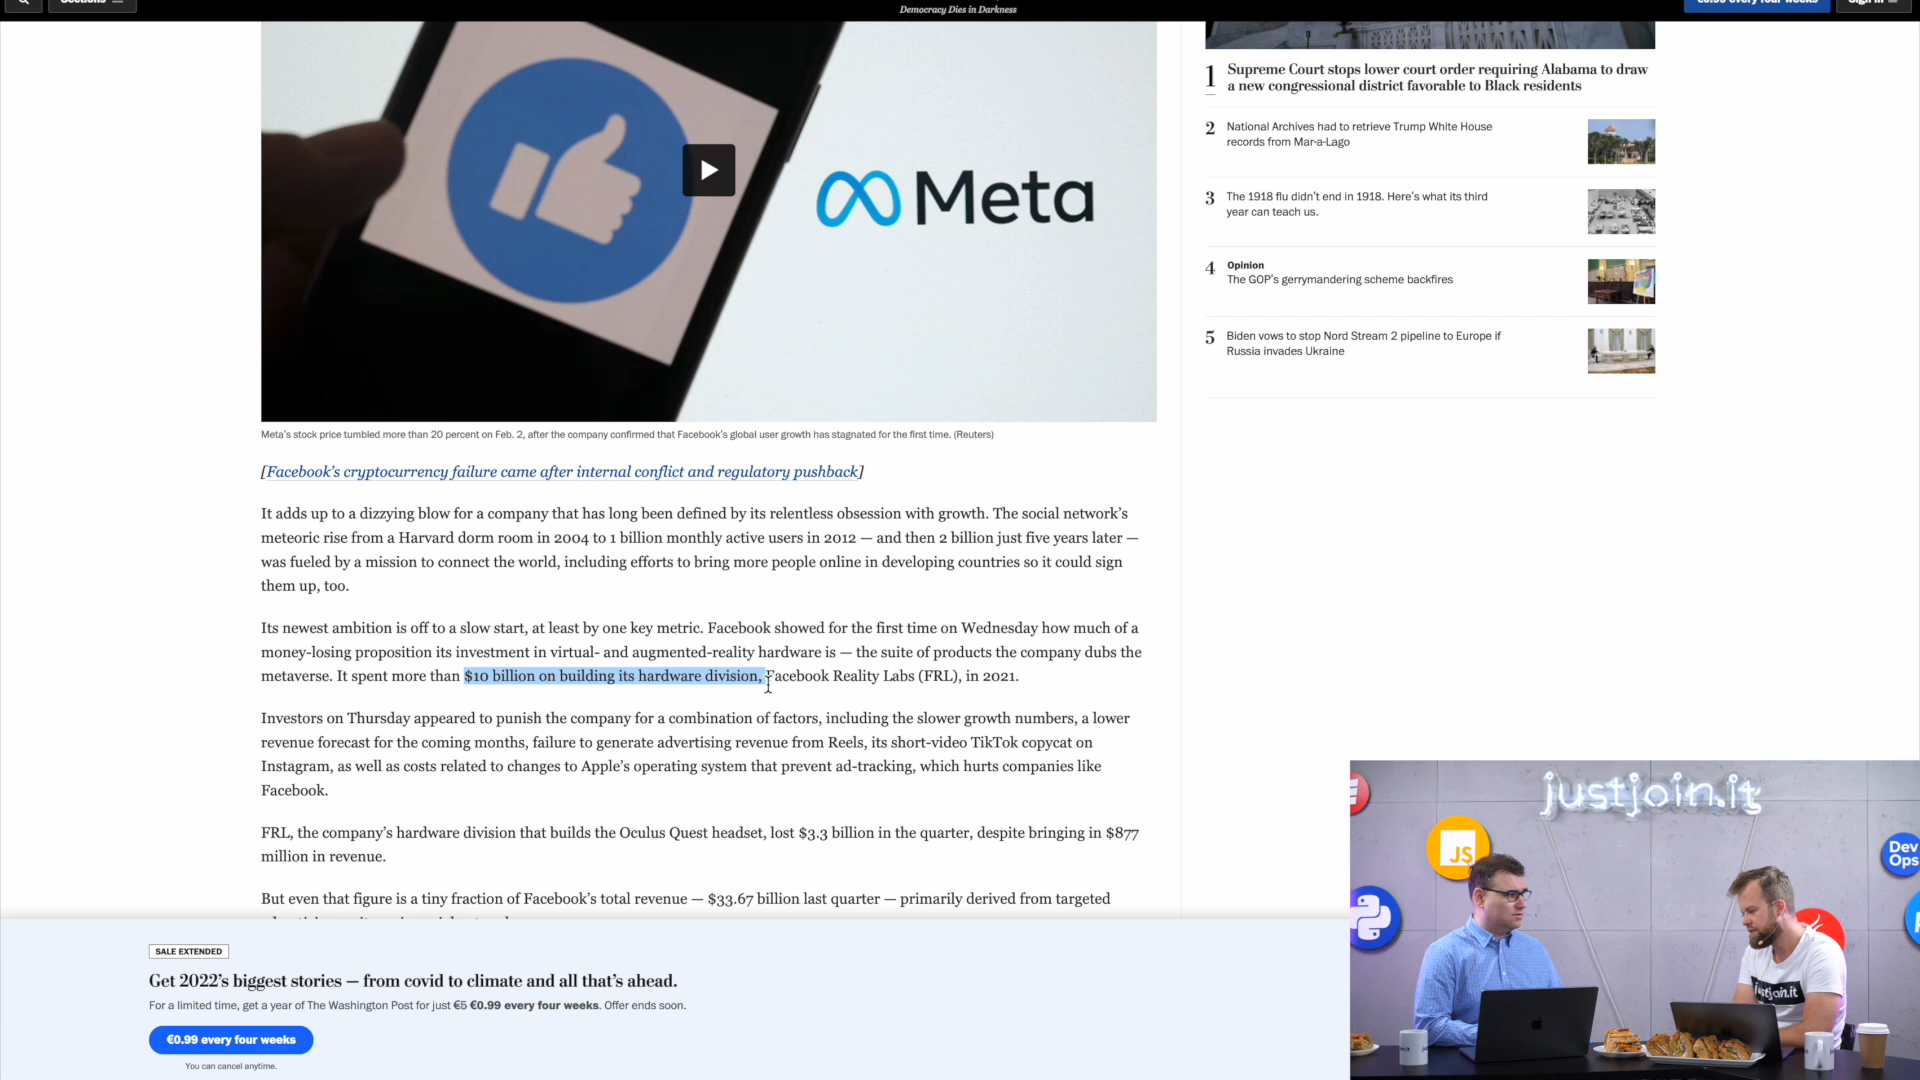 Sections
Democracy Dies in Darkness
€0.99 every four weeks
Sign in
Meta
Meta's stock price tumbled more than 20 percent on Feb. 2, after the company confirmed that Facebook's global user growth has stagnated for the first time. (Reuters)
[Facebook's cryptocurrency failure came after internal conflict and regulatory pushback]
It adds up to a dizzying blow for a company that has long been defined by its relentless obsession with growth. The social network's
meteoric rise from a Harvard dorm room in 2004 to 1 billion monthly active users in 2012 — and then 2 billion just five years later —
was fueled by a mission to connect the world, including efforts to bring more people online in developing countries so it could sign
them up, too.
Its newest ambition is off to a slow start, at least by one key metric. Facebook showed for the first time on Wednesday how much of a
money-losing proposition its investment in virtual- and augmented-reality hardware is — the suite of products the company dubs the
metaverse. It spent more than $10 billion on building its hardware division, Facebook Reality Labs (FRL), in 2021.
Investors on Thursday appeared to punish the company for a combination of factors, including the slower growth numbers, a lower
revenue forecast for the coming months, failure to generate advertising revenue from Reels, its short-video TikTok copycat on
Instagram, as well as costs related to changes to Apple's operating system that prevent ad-tracking, which hurts companies like
Facebook.
FRL, the company's hardware division that builds the Oculus Quest headset, lost $3.3 billion in the quarter, despite bringing in $877
million in revenue.
But even that figure is a tiny fraction of Facebook's total revenue — $33.67 billion last quarter — primarily derived from targeted
1 Supreme Court stops lower court order requiring Alabama to draw
a new congressional district favorable to Black residents
2 National Archives had to retrieve Trump White House
records from Mar-a-Lago
3 The 1918 flu didn't end in 1918. Here's what its third
year can teach us.
4 Opinion
The GOP's gerrymandering scheme backfires
5 Biden vows to stop Nord Stream 2 pipeline to Europe if
Russia invades Ukraine
SALE EXTENDED
Get 2022's biggest stories — from covid to climate and all that's ahead.
For a limited time, get a year of The Washington Post for just €5 €0.99 every four weeks. Offer ends soon.
€0.99 every four weeks
You can cancel anytime.
justjoin.it
JS
Dev
Ops
justjoin.it